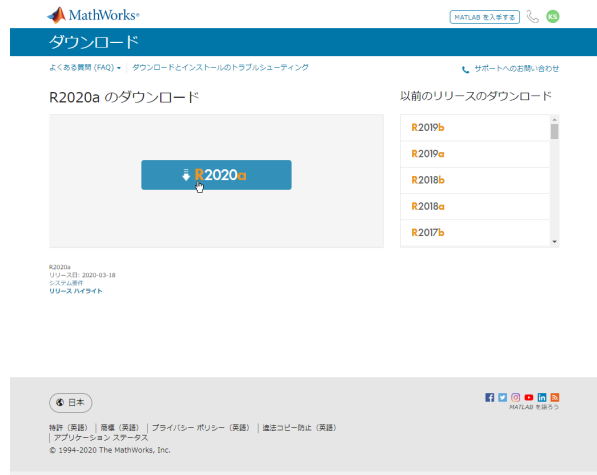 MathWorks®
MATLAB を入手する
KS
ダウンロード
よくある質問 (FAQ)
ダウンロードとインストールのトラブルシューティング
サポートへのお問い合わせ
R2020a のダウンロード
以前のリリースのダウンロード
R2020a
R2019b
R2019a
R2018b
R2018a
R2017b
R2020a
リリース日: 2020-03-18
システム要件
リリース ハイライト
日本
MATLAB を語ろう
特許（英語） | 商標（英語） | プライバシー ポリシー（英語） | 違法コピー防止（英語）
| アプリケーション ステータス
© 1994-2020 The MathWorks, Inc.